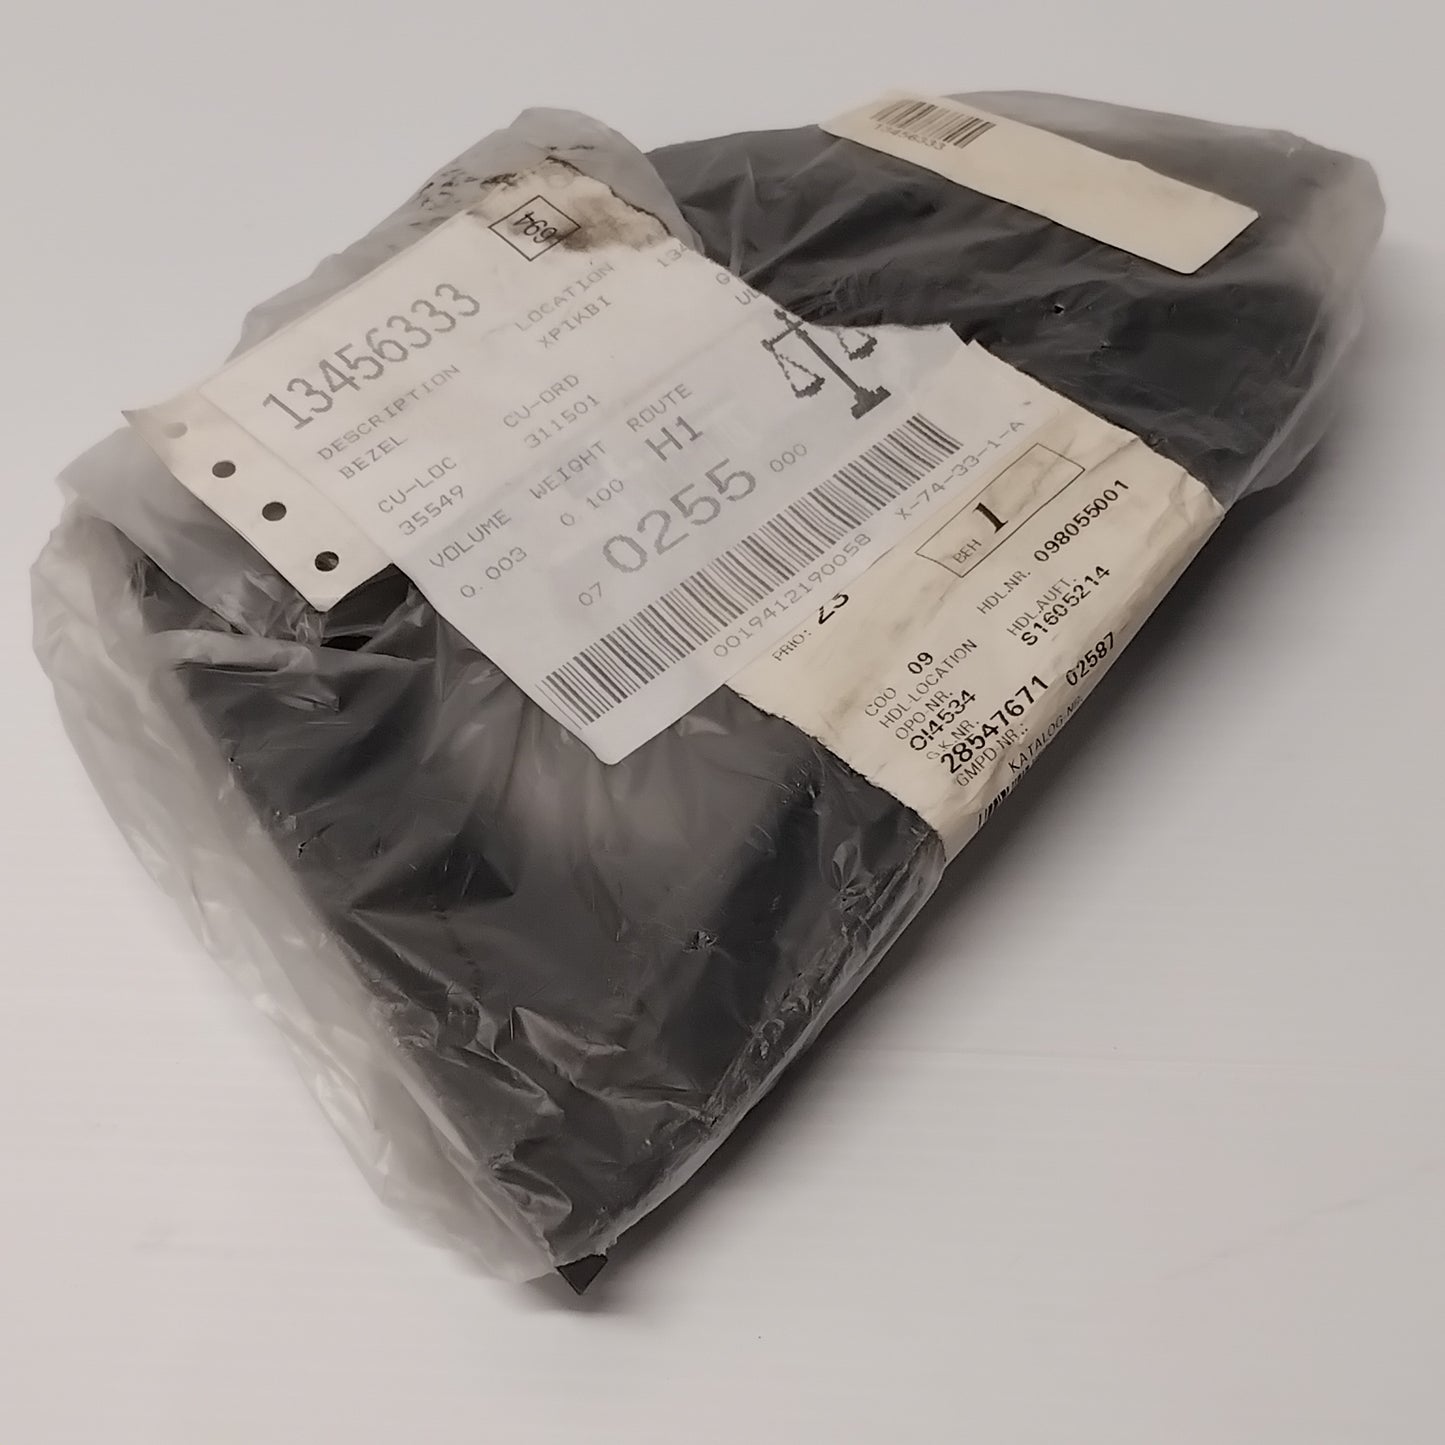 13456333
694
13456333
LOCATION
XPIKBI
DESCRIPTION
BEZEL
CU-ORD
311501
CU-LOC
35549
ROUTE
H1
WEIGHT
0.100
VOLUME
0.003
07 0255 000
0019412190058
X-74-33-1-A
BEH 1
PRIO: 23
HDL.NR. 098055001
COO 09
HDL-LOCATION
HDL.AUFT.
S1605214
OPO.NR.
OI4534
G.K.NR.
28547671 02587
GMPD.NR.:
KATALOG.NR.